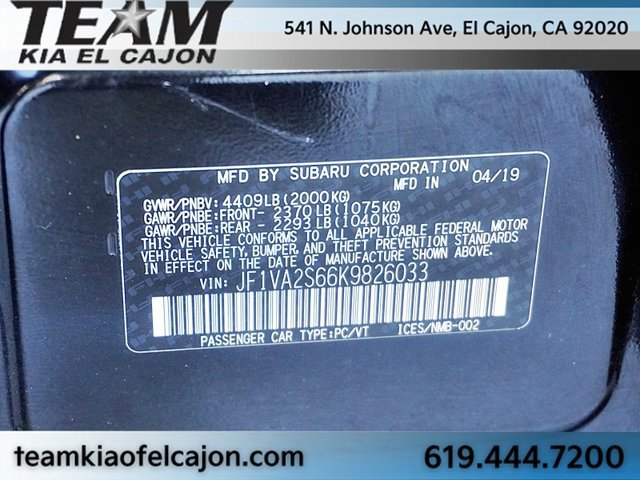 TEAM
KIA EL CAJON
541 N. Johnson Ave, El Cajon, CA 92020
MFD BY SUBARU CORPORATION
MFD IN 04/19
GVWR/PNBV: 4409LB(2000KG)
GAWR/PNBE:FRONT- 2370LB(1075KG)
GAWR/PNBE:REAR - 2293LB(1040KG)
THIS VEHICLE CONFORMS TO ALL APPLICABLE FEDERAL MOTOR
VEHICLE SAFETY, BUMPER, AND THEFT PREVENTION STANDARDS
IN EFFECT ON THE DATE OF MANUFACTURE SHOWN ABOVE.
VIN: JF1VA2S66K9826033
PASSENGER CAR TYPE:PC/VT ICES/NMB-002
teamkiaofelcajon.com
619.444.7200